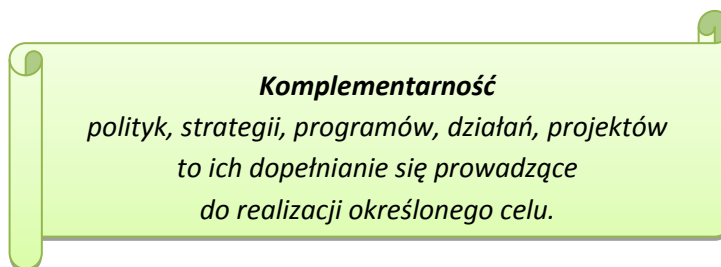 Komplementarność
polityk, strategii, programów, działań, projektów
to ich dopełnianie się prowadzące
do realizacji określonego celu.